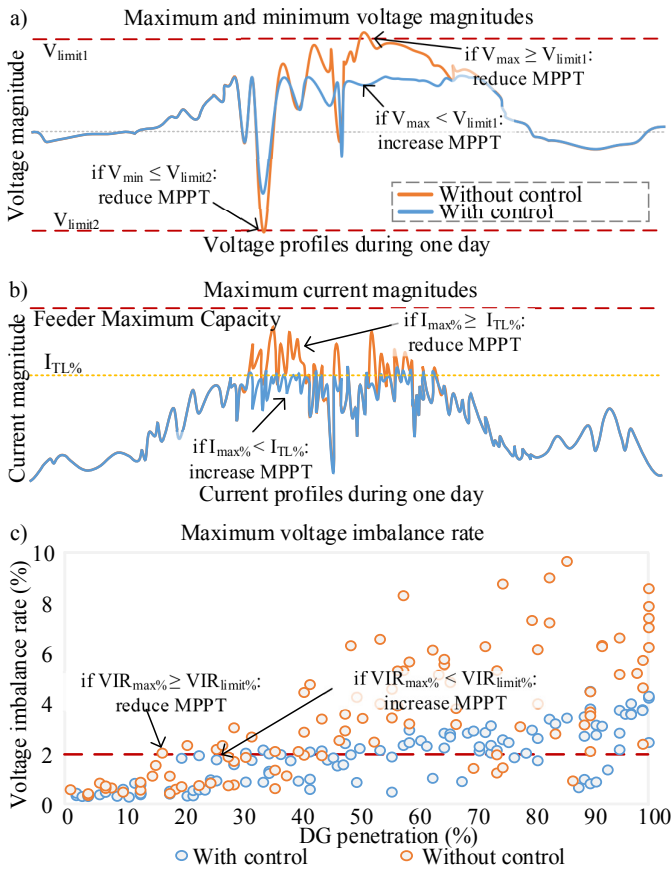 a)
Maximum and minimum voltage magnitudes
Vlimit1
if Vmax ≥ Vlimit1:
reduce MPPT
if Vmax < Vlimit1:
increase MPPT
if Vmin ≤ Vlimit2:
reduce MPPT
Vlimit2
Voltage magnitude
0
Without control
With control
Voltage profiles during one day
b)
Maximum current magnitudes
Feeder Maximum Capacity
if Imax% ≥ ITL%:
reduce MPPT
ITL%
if Imax% < ITL%:
increase MPPT
Current magnitude
0
Current profiles during one day
c)
Maximum voltage imbalance rate
Voltage imbalance rate (%)
10
8
6
4
2
0
if VIRmax% ≥ VIRlimit%:
reduce MPPT
if VIRmax% < VIRlimit%:
increase MPPT
0 10 20 30 40 50 60 70 80 90 100
DG penetration (%)
With control
Without control